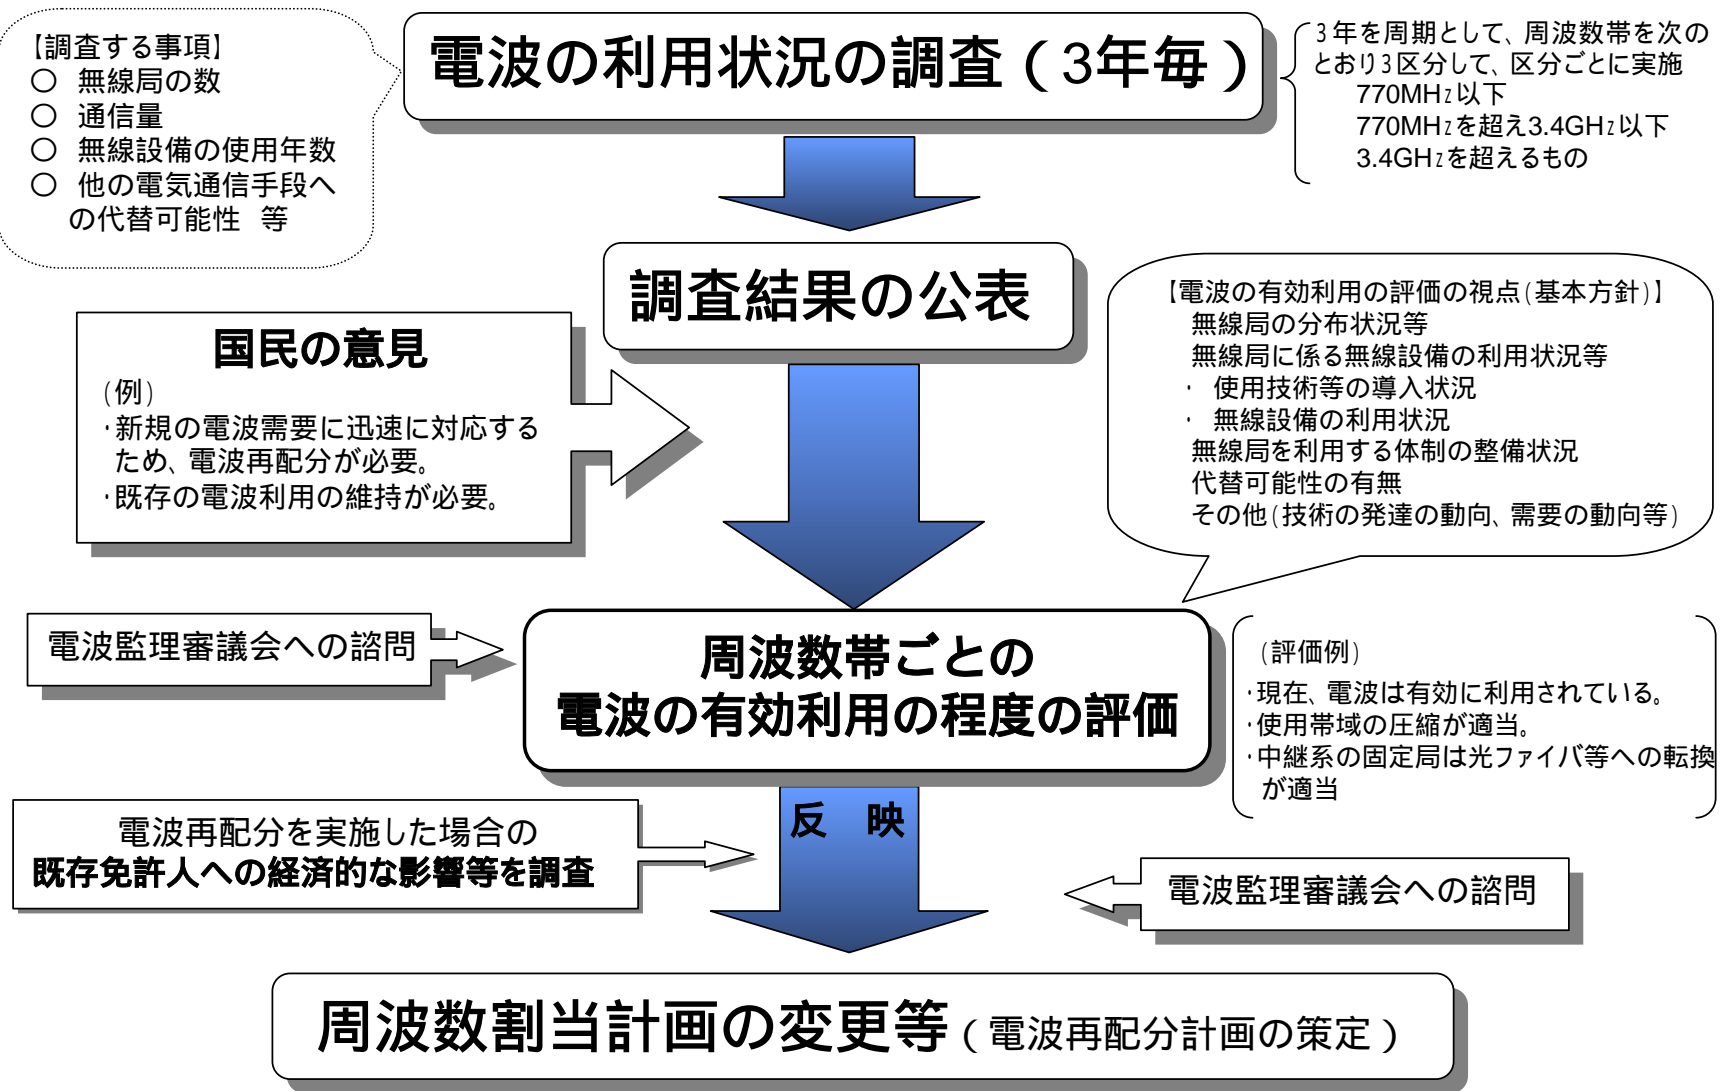 電波の利用状況の調査(3年毎)
【調査する事項】
○ 無線局の数
○ 通信量
○ 無線設備の使用年数
○ 他の電気通信手段へ
の代替可能性 等
3年を周期として、周波数帯を次の
とおり3区分して、区分ごとに実施
770MHz以下
770MHzを超え3.4GHz以下
3.4GHzを超えるもの
調査結果の公表
国民の意見
(例)
・新規の電波需要に迅速に対応する
ため、電波再配分が必要。
・既存の電波利用の維持が必要。
【電波の有効利用の評価の視点(基本方針)】
無線局の分布状況等
無線局に係る無線設備の利用状況等
・ 使用技術等の導入状況
・ 無線設備の利用状況
無線局を利用する体制の整備状況
代替可能性の有無
その他(技術の発達の動向、需要の動向等)
電波監理審議会への諮問
周波数帯ごとの
電波の有効利用の程度の評価
(評価例)
・現在、電波は有効に利用されている。
・使用帯域の圧縮が適当。
・中継系の固定局は光ファイバ等への転換
が適当
反 映
電波再配分を実施した場合の
既存免許人への経済的な影響等を調査
電波監理審議会への諮問
周波数割当計画の変更等(電波再配分計画の策定)